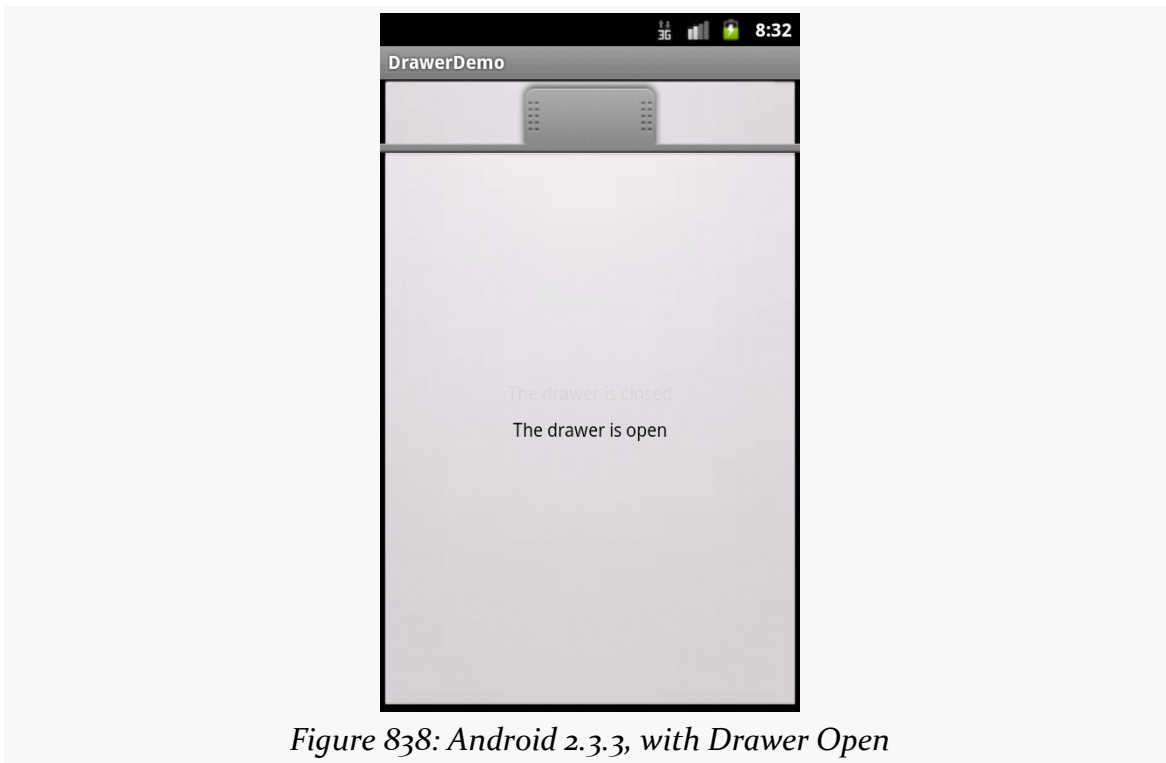 3G 8:32
DrawerDemo
The drawer is closed
The drawer is open
Figure 838: Android 2.3.3, with Drawer Open